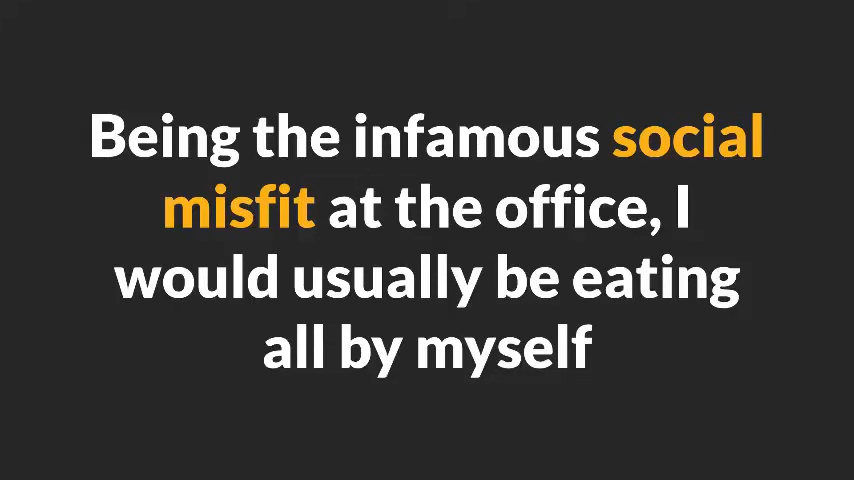 Being the infamous social
misfit at the office, I
would usually be eating
all by myself